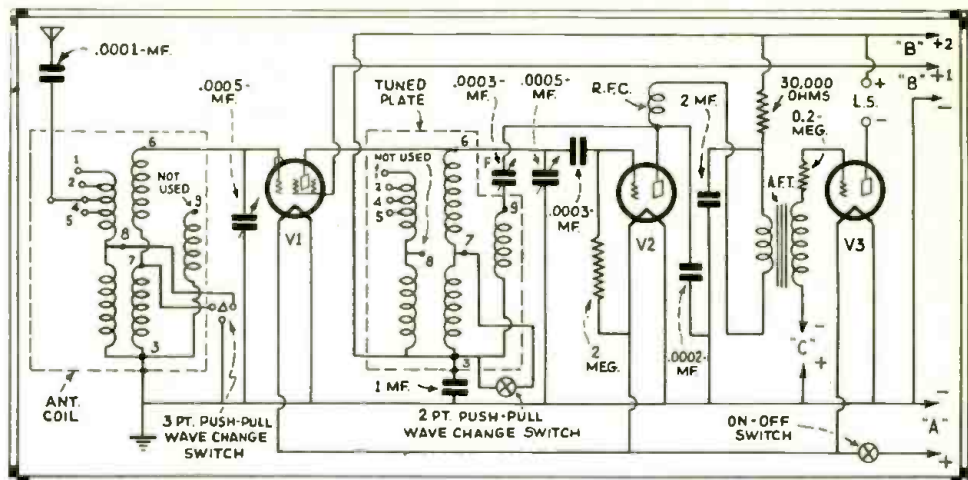 .0001-MF.
.0005-
MF.
TUNED
PLATE
.0003-
MF.
.0005-
MF.
R.F.C.
2 MF.
"B" +2
"B" +1
-
30,000
OHMS
0.2-
MEG.
+
L.S.
-
1
2
4
5
6
NOT
USED
9
8
7
3
V1
NOT USED
1
2
4
5
6
F
9
8
7
3
.0003-
MF.
V2
A.F.T.
V3
2
MEG.
.0002-
MF.
-
"C"
+
ANT.
COIL
3 PT. PUSH-PULL
WAVE CHANGE
SWITCH
1 MF.
2 PT. PUSH-PULL
WAVE CHANGE SWITCH
ON-OFF
SWITCH
-
"A"
+